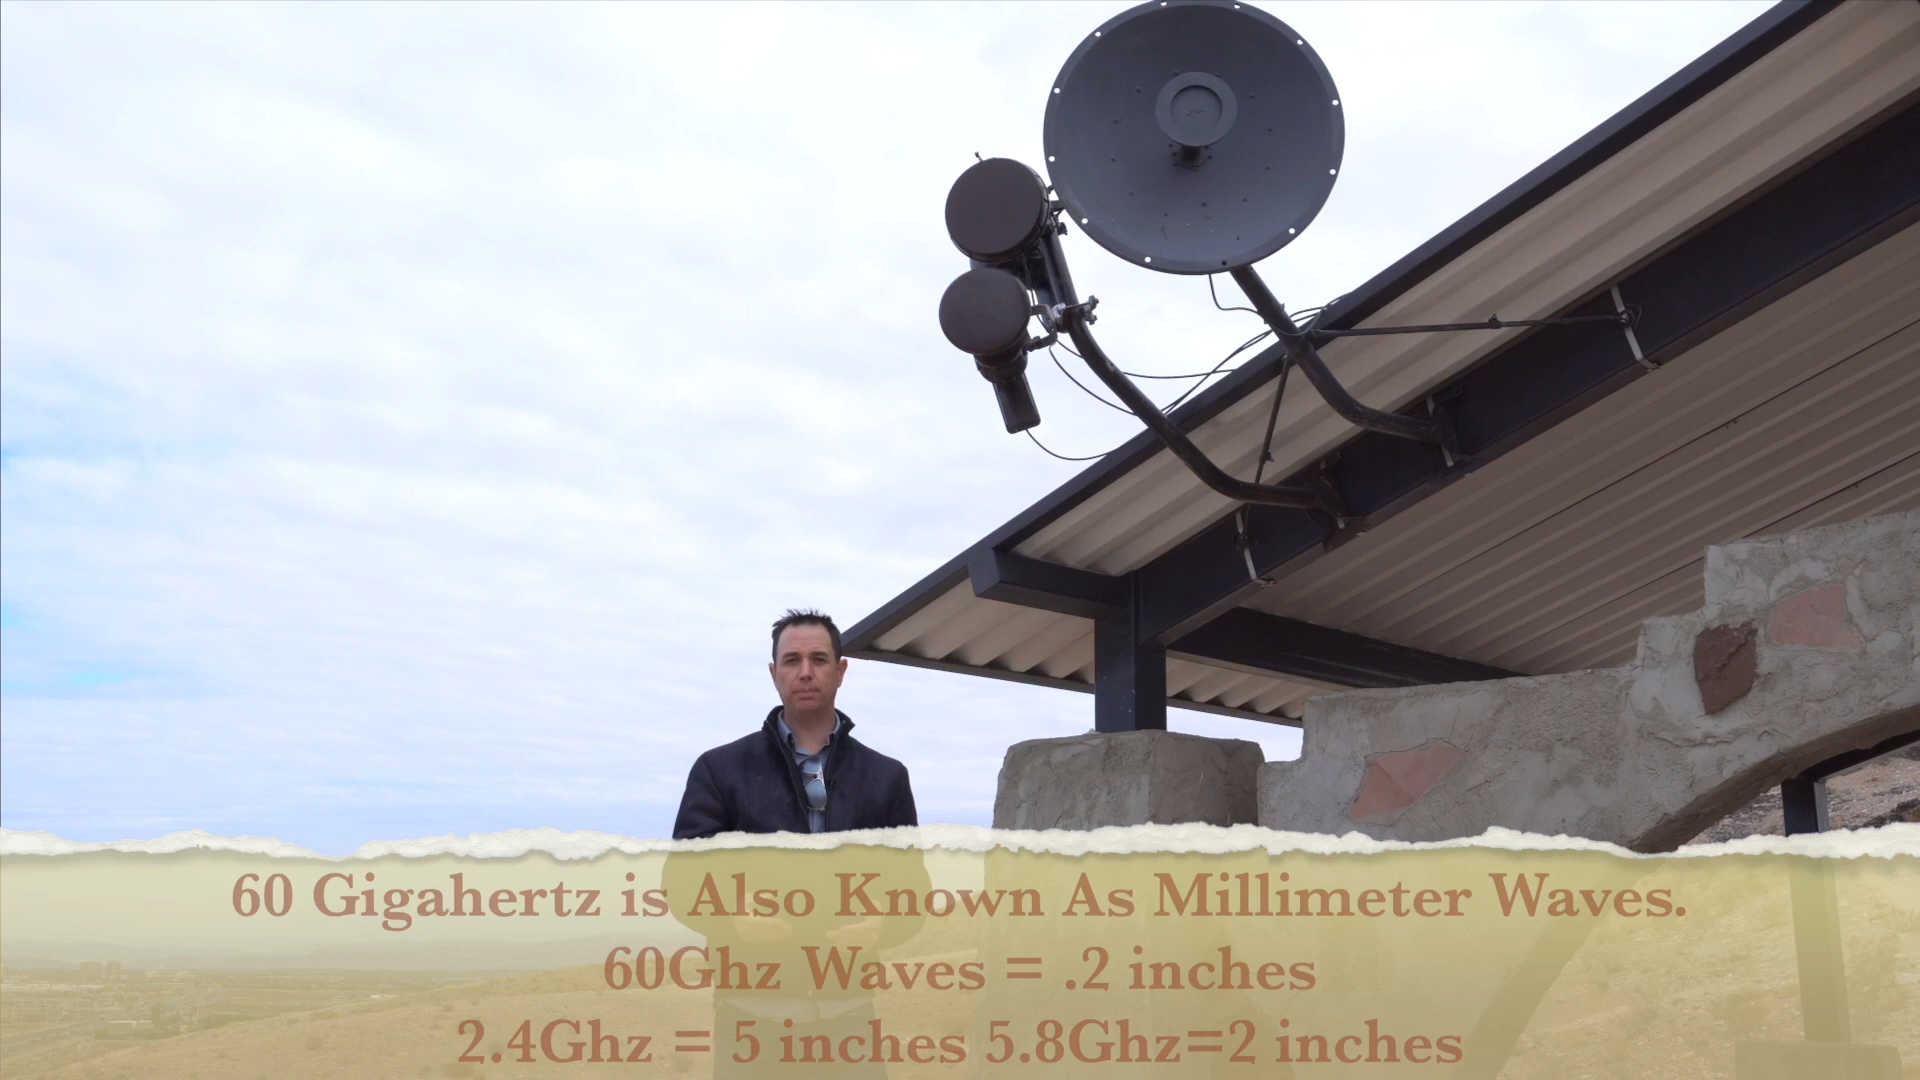 60 Gigahertz is Also Known As Millimeter Waves.
60Ghz Waves = .2 inches
2.4Ghz = 5 inches 5.8Ghz=2 inches